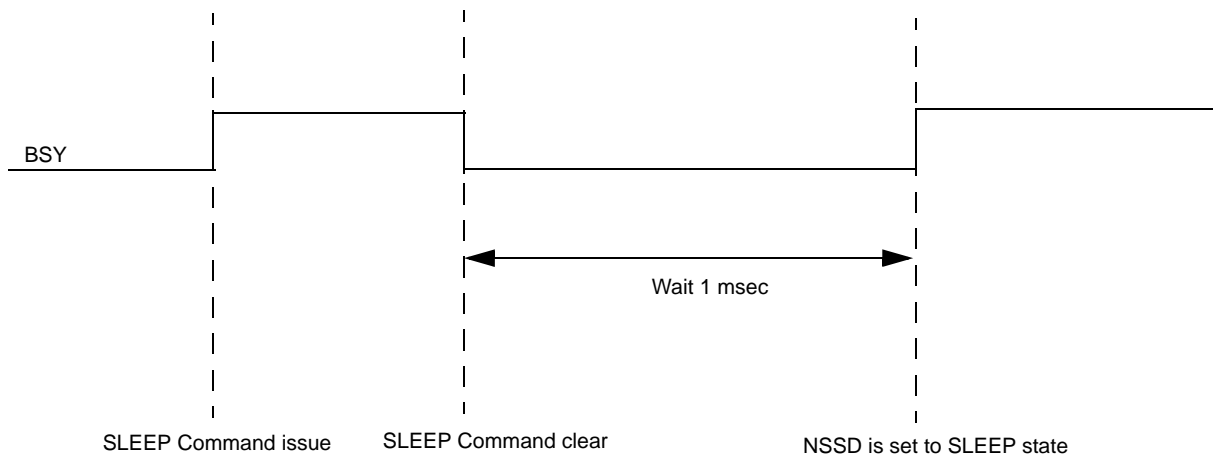 BSY
Wait 1 msec
SLEEP Command issue
SLEEP Command clear
NSSD is set to SLEEP state